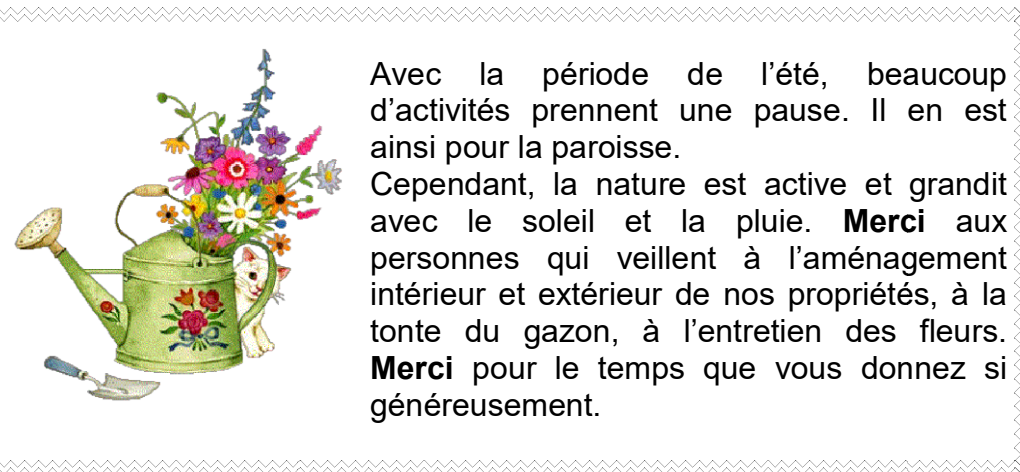 Avec la période de l’été, beaucoup
d’activités prennent une pause. Il en est
ainsi pour la paroisse.
Cependant, la nature est active et grandit
avec le soleil et la pluie. Merci aux
personnes qui veillent à l’aménagement
intérieur et extérieur de nos propriétés, à la
tonte du gazon, à l’entretien des fleurs.
Merci pour le temps que vous donnez si
généreusement.